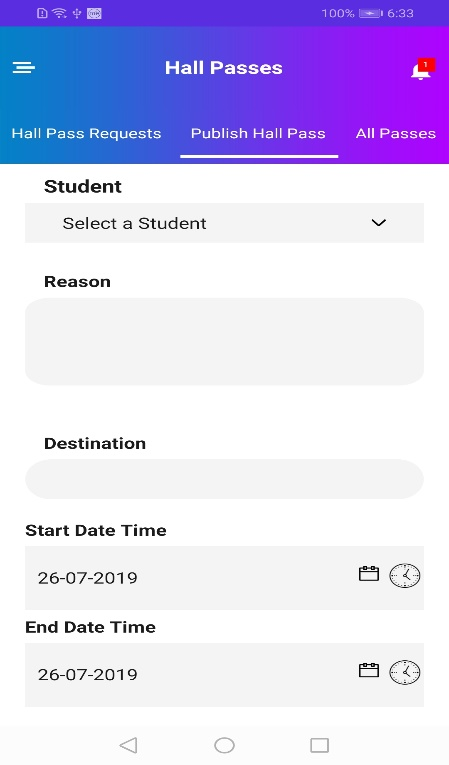 100% 6:33
Hall Passes
1
Hall Pass Requests Publish Hall Pass All Passes
Student
Select a Student
Reason
Destination
Start Date Time
26-07-2019
End Date Time
26-07-2019